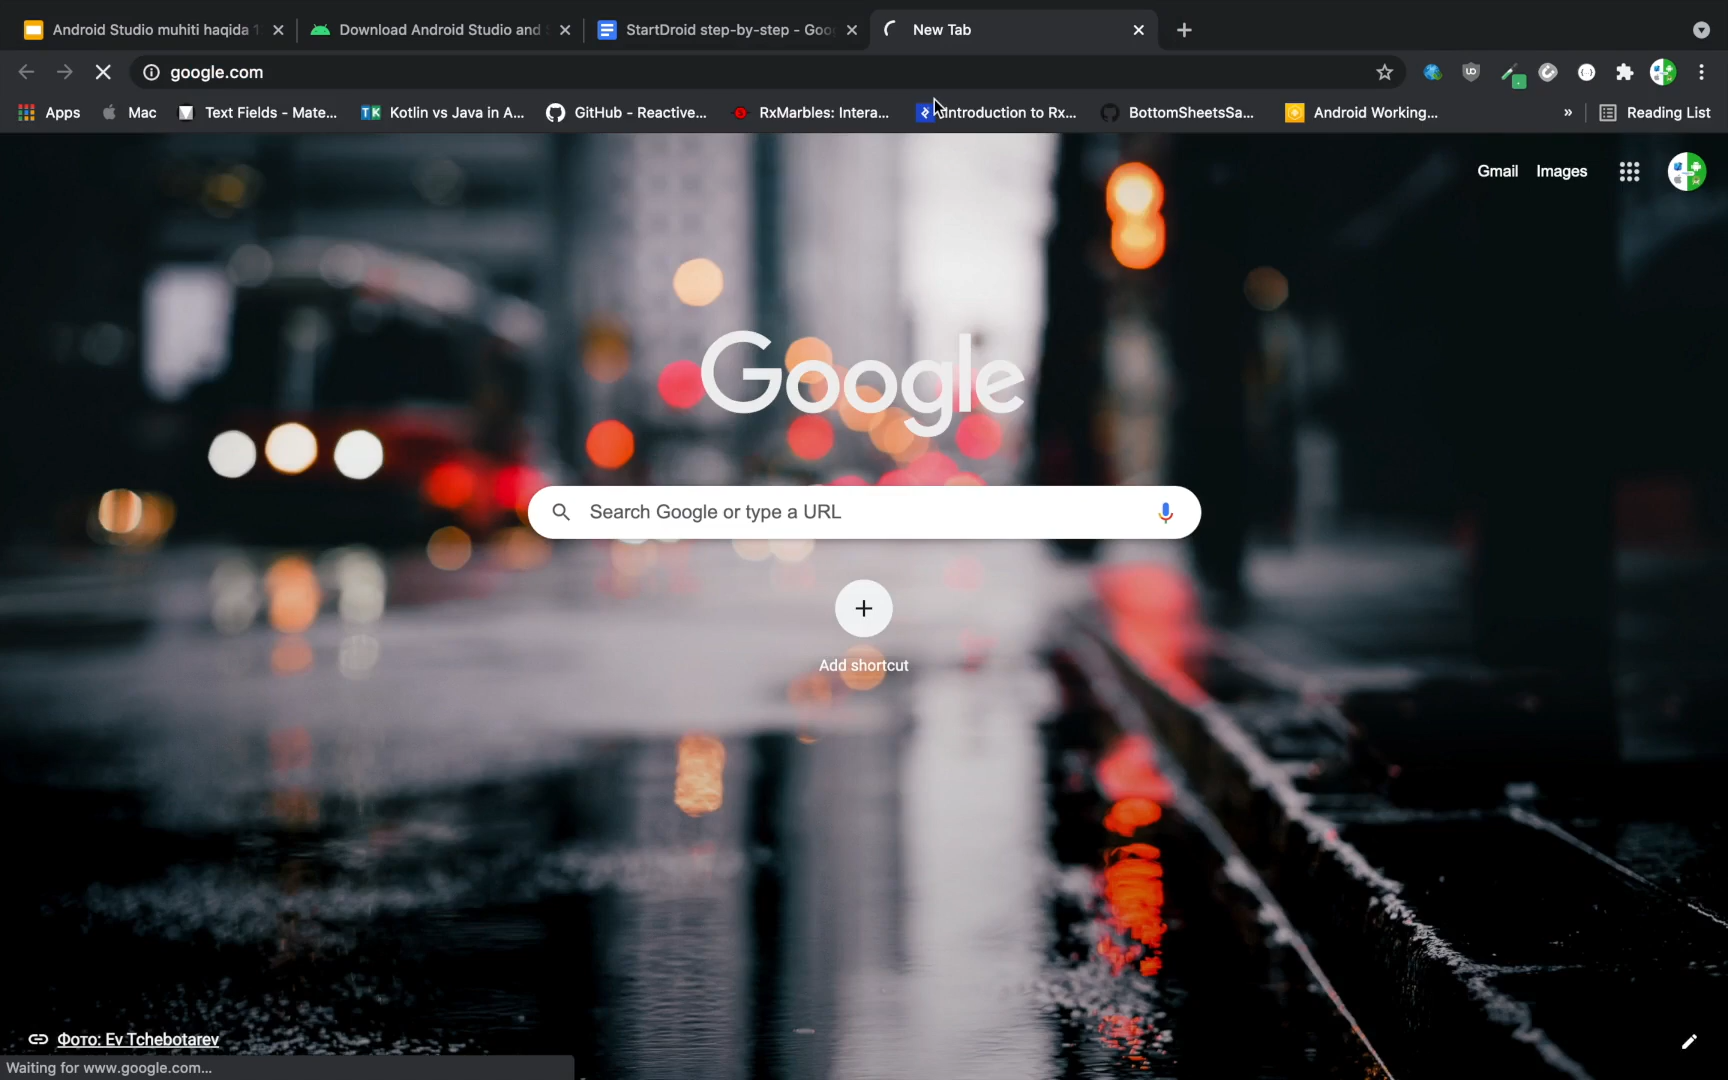 Android Studio muhiti haqida 1
Download Android Studio and S
StartDroid step-by-step - Goo
New Tab
google.com
Apps
Mac
Text Fields - Mate...
TK Kotlin vs Java in A...
GitHub - Reactive...
RxMarbles: Intera...
Introduction to Rx...
BottomSheetsSa...
Android Working...
»
Reading List
Gmail
Images
Google
Search Google or type a URL
Add shortcut
Фото: Ev Tchebotarev
Waiting for www.google.com...